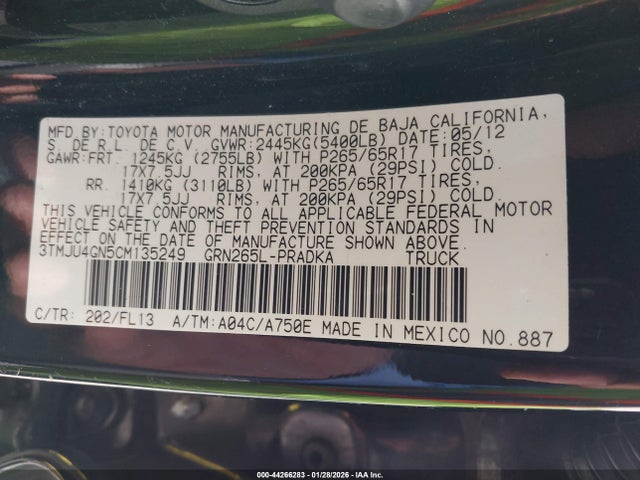 MFD.BY:TOYOTA MOTOR MANUFACTURING DE BAJA CALIFORNIA,
S. DE R.L. DE C.V. GVWR:2445KG(5400LB) DATE:05/12
GAWR:FRT. 1245KG (2755LB) WITH P265/65R17 TIRES,
17X7.5JJ RIMS, AT 200KPA (29PSI) COLD.
RR. 1410KG (3110LB) WITH P265/65R17 TIRES,
17X7.5JJ RIMS, AT 200KPA (29PSI) COLD.
THIS VEHICLE CONFORMS TO ALL APPLICABLE FEDERAL MOTOR
VEHICLE SAFETY AND THEFT PREVENTION STANDARDS IN
EFFECT ON THE DATE OF MANUFACTURE SHOWN ABOVE.
3TMJU4GN5CM135249 GRN265L-PRADKA TRUCK
C/TR: 202/FL13 A/TM:A04C/A750E MADE IN MEXICO NO.887
000-44266283 | 01/28/2026 | IAA Inc.